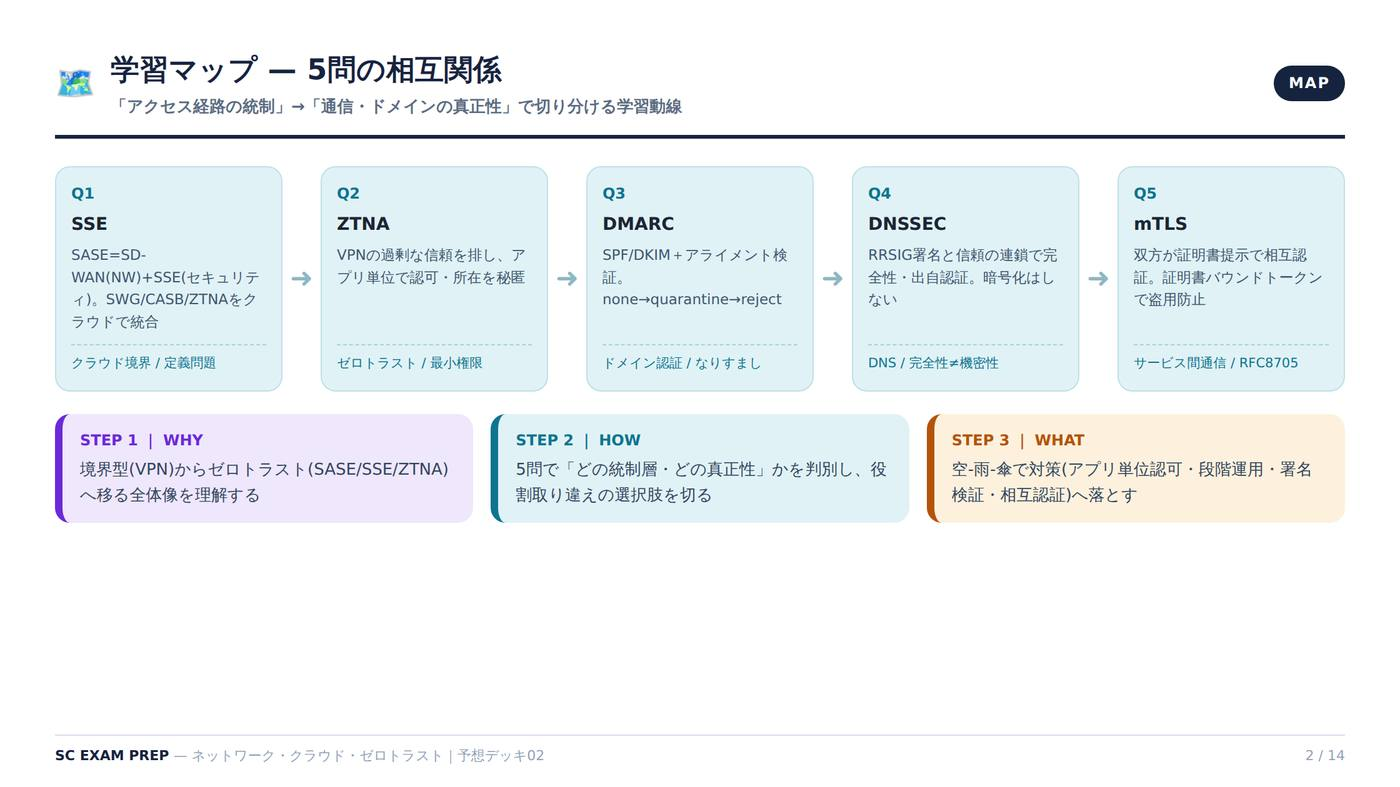 学習マップ — 5問の相互関係
「アクセス経路の統制」→「通信・ドメインの真正性」で切り分ける学習動線
MAP
Q1
SSE
SASE=SD-
WAN(NW)+SSE(セキュリテ
ィ)。SWG/CASB/ZTNAをク
ラウドで統合
クラウド境界 / 定義問題
➜
Q2
ZTNA
VPNの過剰な信頼を排し、ア
プリ単位で認可・所在を秘匿
ゼロトラスト / 最小権限
➜
Q3
DMARC
SPF/DKIM＋アライメント検
証。
none→quarantine→reject
ドメイン認証 / なりすまし
➜
Q4
DNSSEC
RRSIG署名と信頼の連鎖で完
全性・出自認証。暗号化はし
ない
DNS / 完全性≠機密性
➜
Q5
mTLS
双方が証明書提示で相互認
証。証明書バウンドトークン
で盗用防止
サービス間通信 / RFC8705
STEP 1｜WHY
境界型(VPN)からゼロトラスト(SASE/SSE/ZTNA)
へ移る全体像を理解する
STEP 2｜HOW
5問で「どの統制層・どの真正性」かを判別し、役
割取り違えの選択肢を切る
STEP 3｜WHAT
空-雨-傘で対策(アプリ単位認可・段階運用・署名
検証・相互認証)へ落とす
SC EXAM PREP — ネットワーク・クラウド・ゼロトラスト｜予想デッキ02
2 / 14